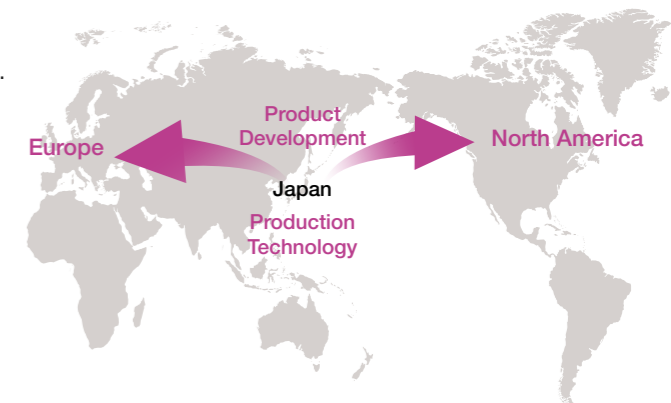 .
Product
Development
Europe
North America
Japan
Production
Technology